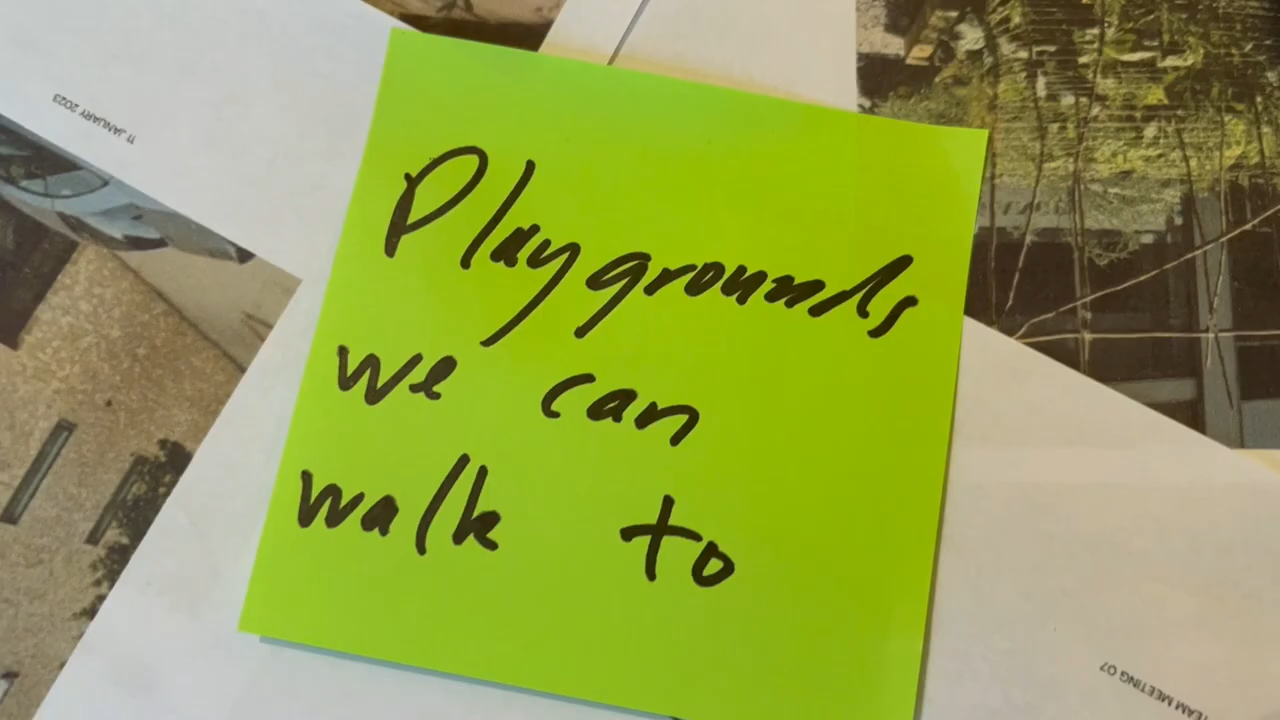 11 JANUARY 2023
Playgrounds
we can
walk to
TEAM MEETING 07